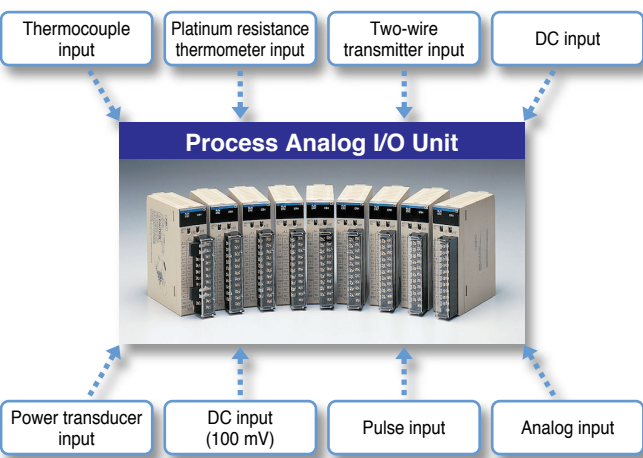 Thermocouple
input
Platinum resistance
thermometer input
Two-wire
transmitter input
DC input
Process Analog I/O Unit
Power transducer
input
DC input
(100 mV)
Pulse input
Analog input